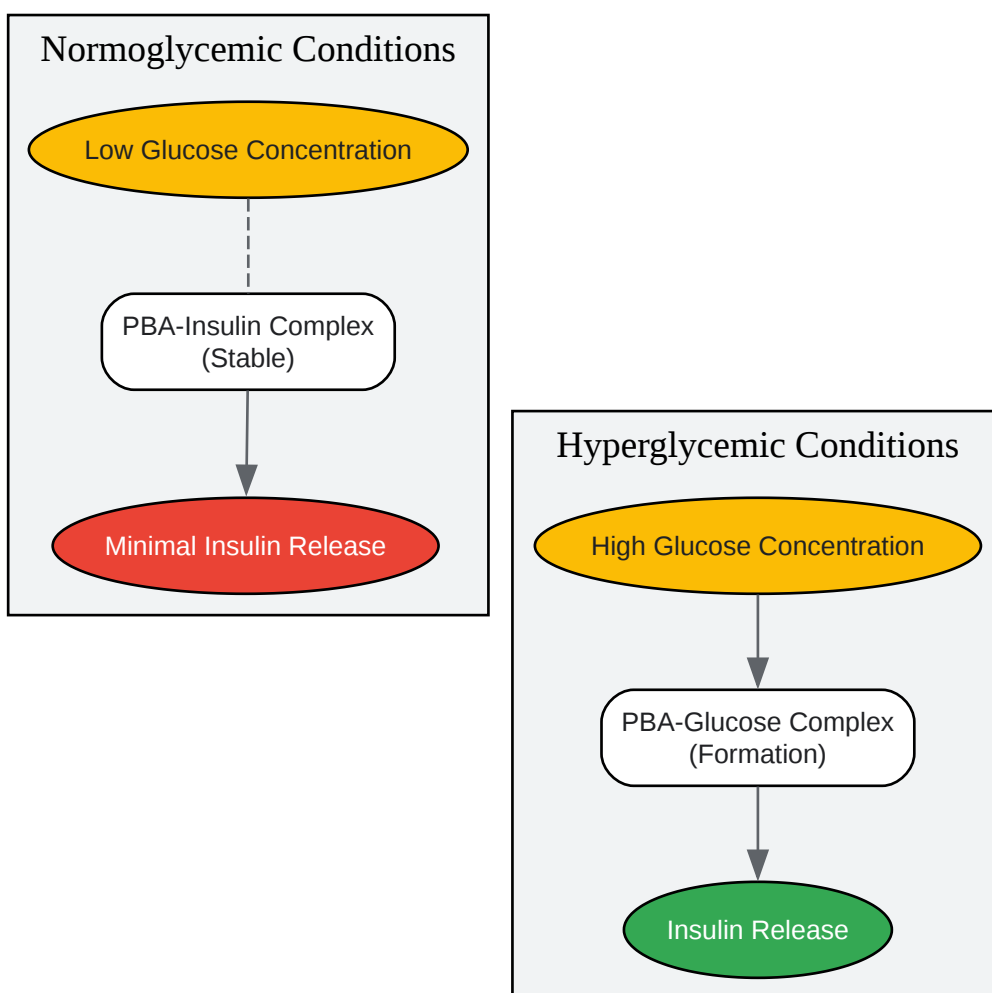 Normoglycemic Conditions
Low Glucose Concentration
PBA-Insulin Complex
(Stable)
Minimal Insulin Release
Hyperglycemic Conditions
High Glucose Concentration
PBA-Glucose Complex
(Formation)
Insulin Release